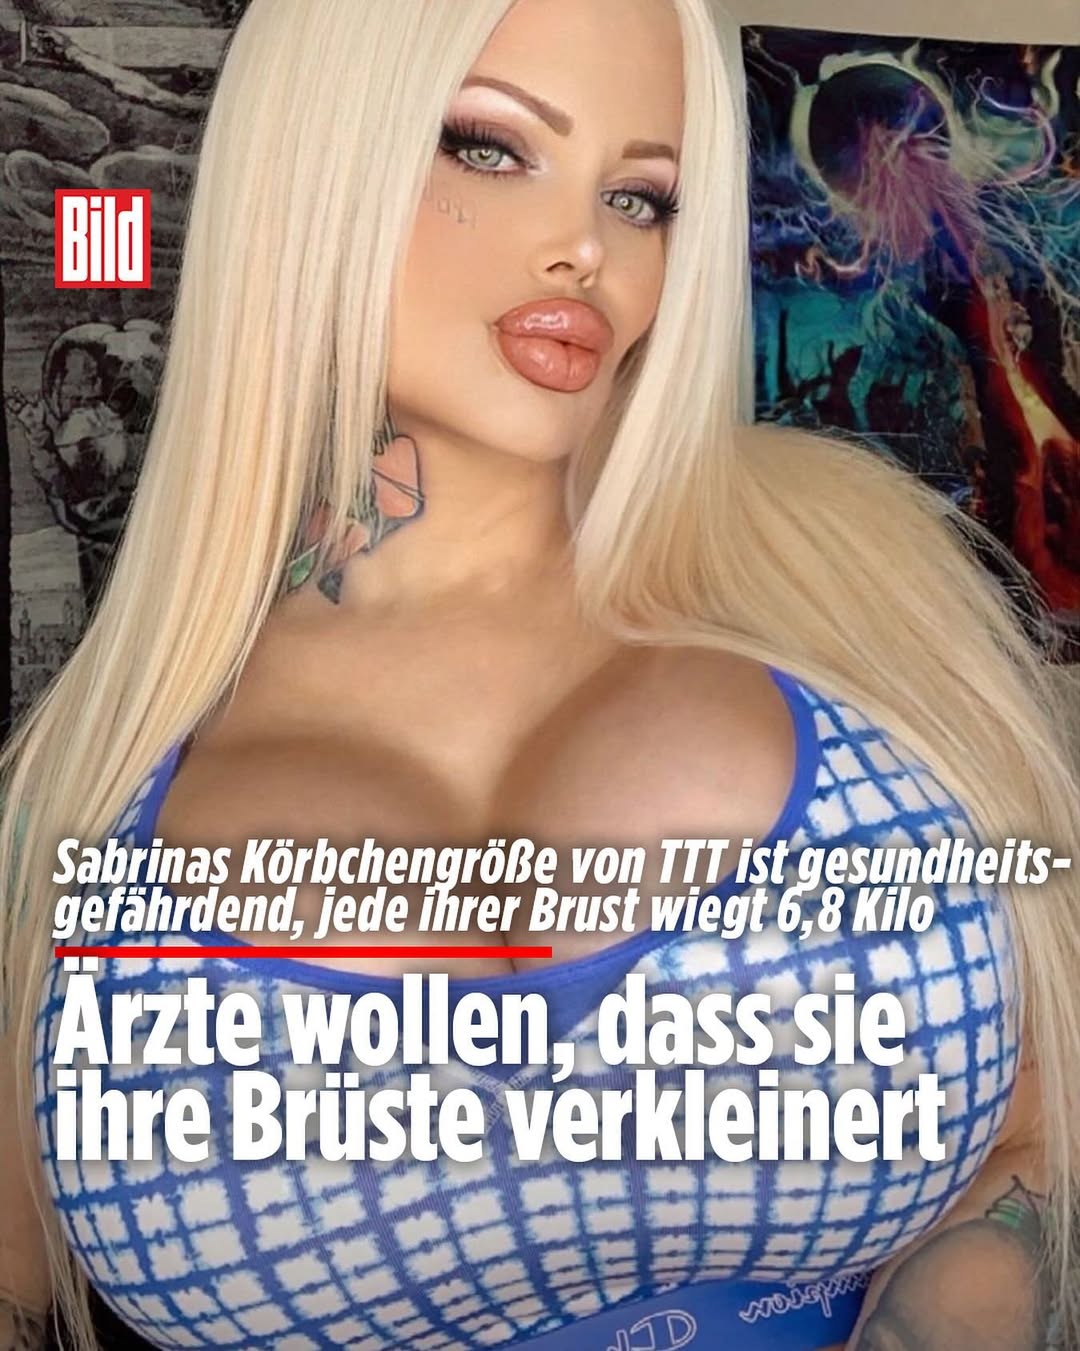 Bild
Sabrinas Körbchengröße von TTT ist gesundheits-
gefährdend, jede ihrer Brust wiegt 6,8 Kilo
Ärzte wollen, dass sie
ihre Brüste verkleinert